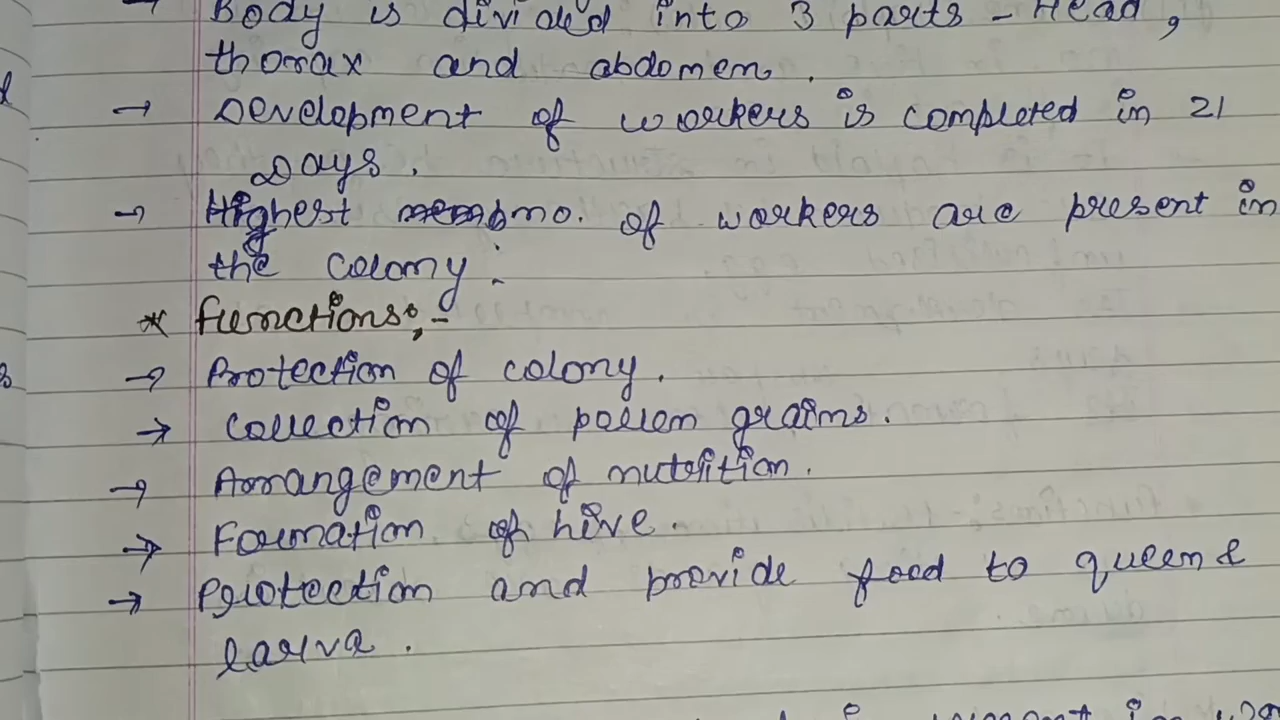 → Body is divided into 3 parts - Head,
thorax and abdomen.
→ Development of workers is completed in 21
Days.
→ Highest no. of workers are present in
the colony.
* functions:-
→ Protection of colony.
→ Collection of pollen grains.
→ Arrangement of nutrition.
→ Formation of hive.
→ Protection and provide food to queen &
larva.